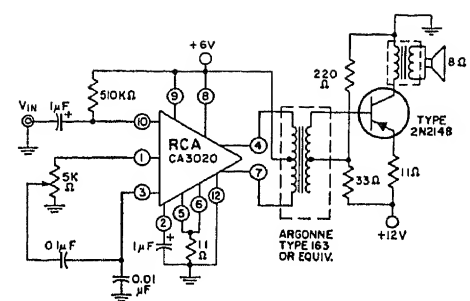 +6V
8Ω
220
Ω
1μF
510KΩ
9
8
TYPE
2N2148
VIN
10
RCA
CA3020
4
1
7
5K
Ω
3
33Ω
11Ω
12
6
5
2
+12V
1μF
+
11
Ω
ARGONNE
TYPE 163
OR EQUIV.
0.1μF
0.01
μF